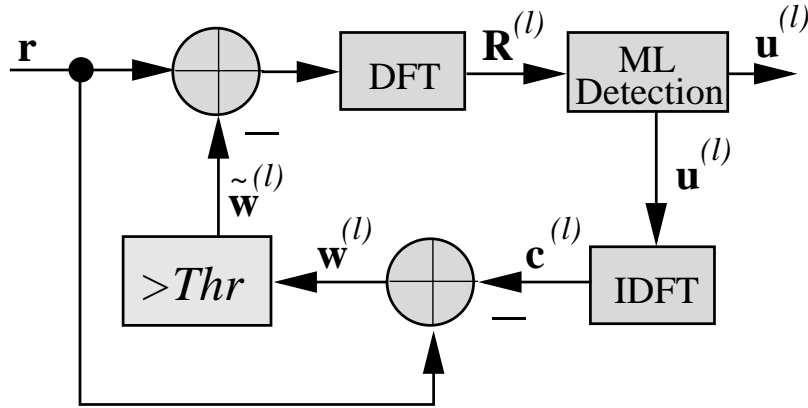 r
DFT
R^(l)
ML
Detection
u^(l)
u^(l)
w̃^(l)
>Thr
w^(l)
c^(l)
IDFT